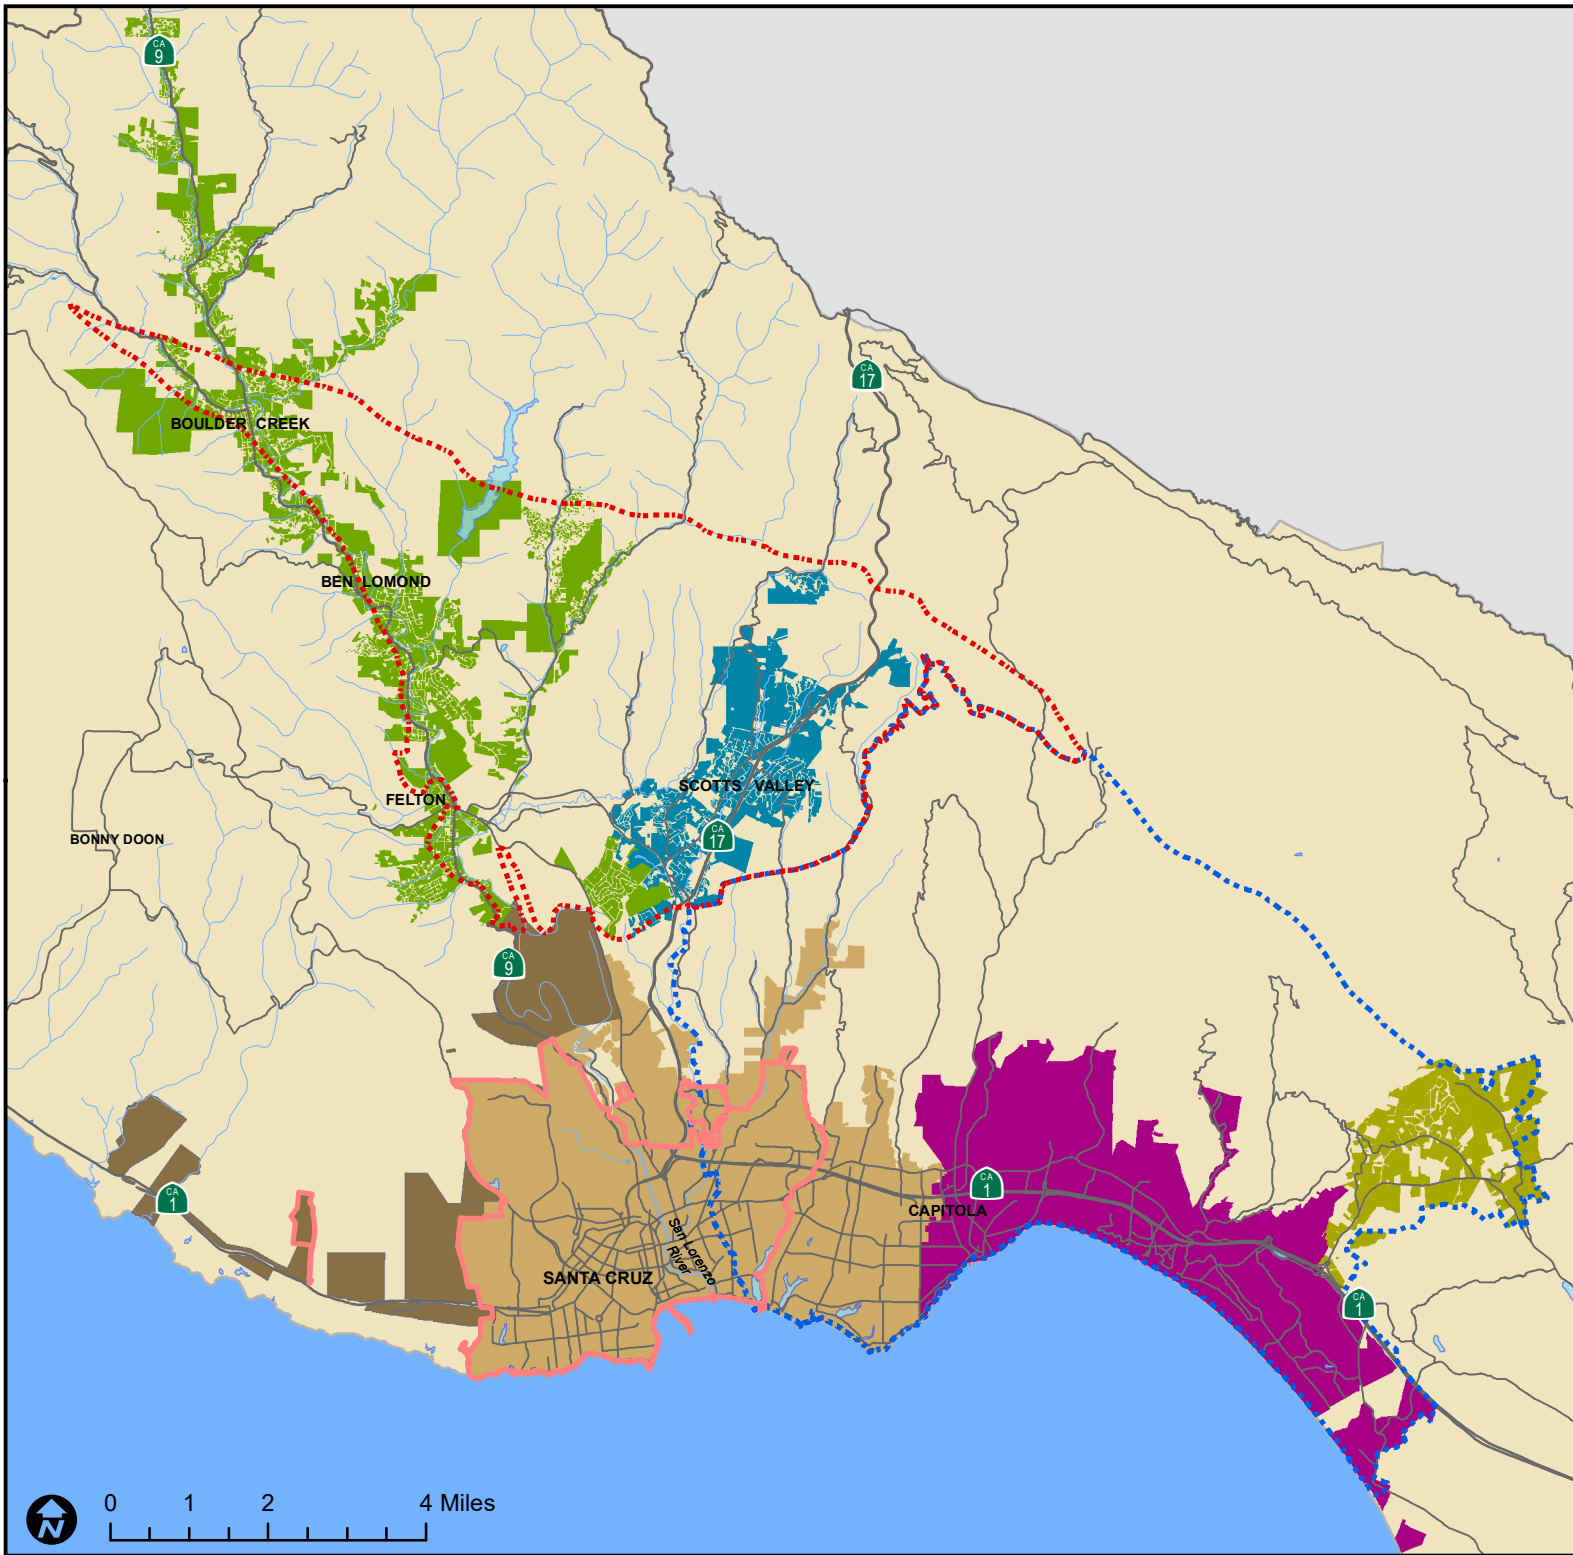 CA
9
CA
17
BOULDER CREEK
BEN LOMOND
SCOTTS VALLEY
FELTON
CA
17
BONNY DOON
CA
9
CA
1
CA
1
CAPITOLA
San Lorenzo
River
SANTA CRUZ
CA
1
N
0 1 2 4 Miles